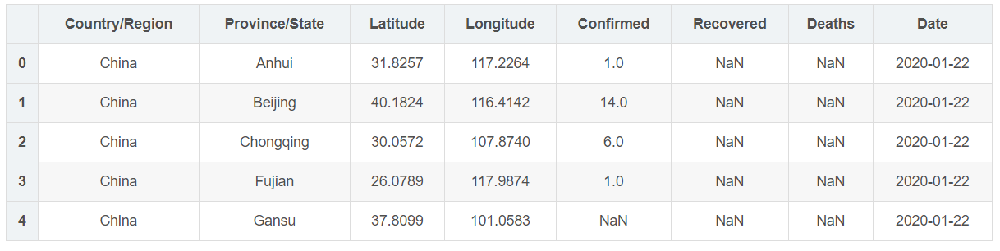 Country/Region Province/State Latitude Longitude Confirmed Recovered Deaths Date
0 China Anhui 31.8257 117.2264 1.0 NaN NaN 2020-01-22
1 China Beijing 40.1824 116.4142 14.0 NaN NaN 2020-01-22
2 China Chongqing 30.0572 107.8740 6.0 NaN NaN 2020-01-22
3 China Fujian 26.0789 117.9874 1.0 NaN NaN 2020-01-22
4 China Gansu 37.8099 101.0583 NaN NaN NaN 2020-01-22